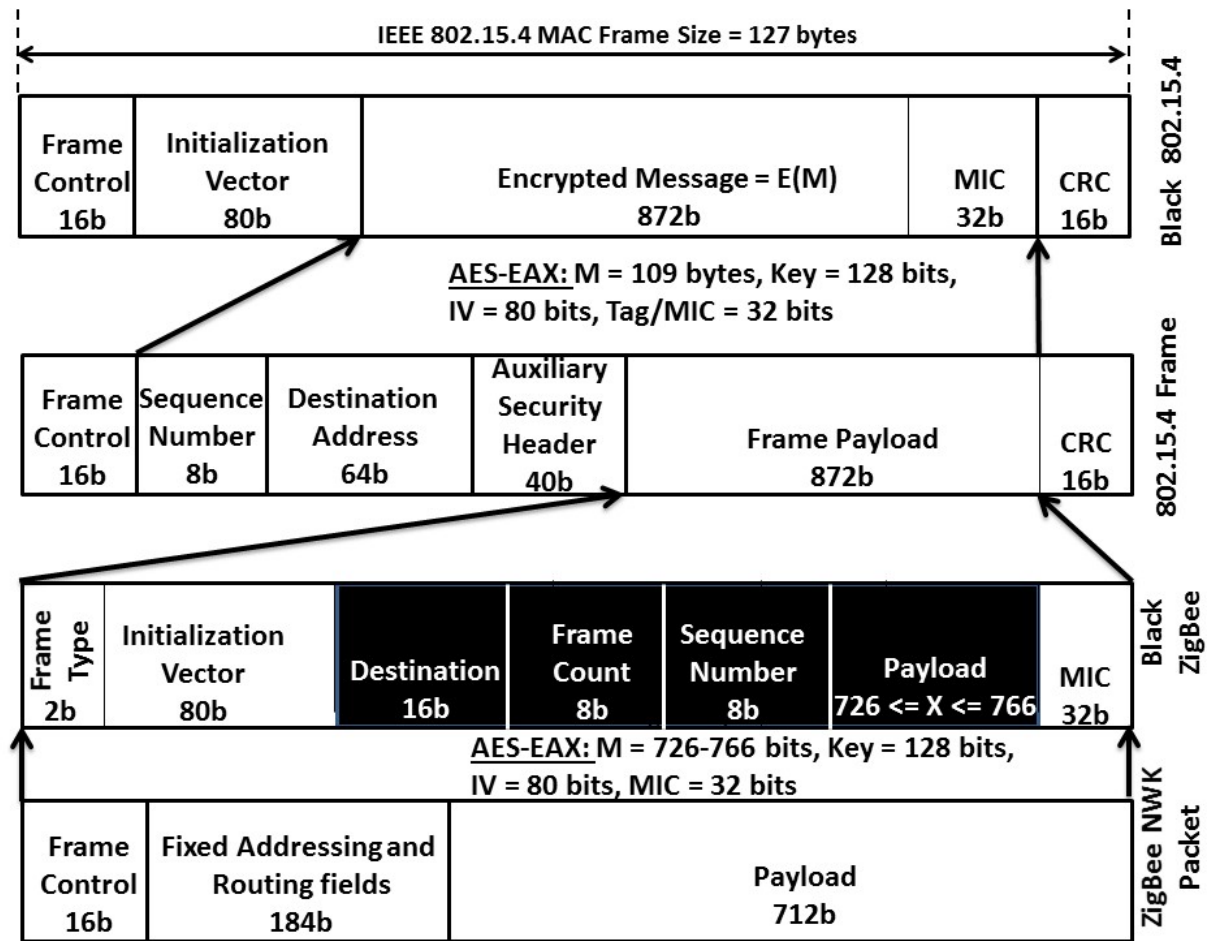 IEEE 802.15.4 MAC Frame Size = 127 bytes
Frame
Control
16b
Initialization
Vector
80b
Encrypted Message = E(M)
872b
MIC
32b
CRC
16b
Black 802.15.4
AES-EAX: M = 109 bytes, Key = 128 bits,
IV = 80 bits, Tag/MIC = 32 bits
Frame
Control
16b
Sequence
Number
8b
Destination
Address
64b
Auxiliary
Security
Header
40b
Frame Payload
872b
CRC
16b
802.15.4 Frame
Frame
Type
2b
Initialization
Vector
80b
Destination
16b
Frame
Count
8b
Sequence
Number
8b
Payload
726 <= X <= 766
MIC
32b
Black
ZigBee
AES-EAX: M = 726-766 bits, Key = 128 bits,
IV = 80 bits, MIC = 32 bits
Frame
Control
16b
Fixed Addressing and
Routing fields
184b
Payload
712b
ZigBee NWK
Packet